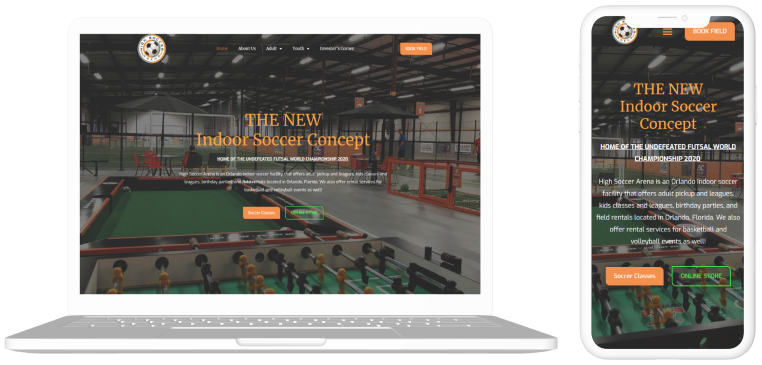 Home About Us Adult Youth Investor's Corner BOOK FIELD
THE NEW
Indoor Soccer Concept
HOME OF THE UNDEFEATED FUTSAL WORLD CHAMPIONSHIP 2020
High Soccer Arena is an Orlando indoor soccer facility that offers adult pickup and leagues, kids classes and
leagues, birthday parties, and field rentals located in Orlando, Florida. We also offer rental services for
basketball and volleyball events as well!
Soccer Classes ONLINE STORE
BOOK FIELD
THE NEW
Indoor Soccer
Concept
HOME OF THE UNDEFEATED FUTSAL WORLD
CHAMPIONSHIP 2020
High Soccer Arena is an Orlando indoor soccer
facility that offers adult pickup and leagues,
kids classes and leagues, birthday parties, and
field rentals located in Orlando, Florida. We also
offer rental services for basketball and
volleyball events as well!
Soccer Classes ONLINE STORE